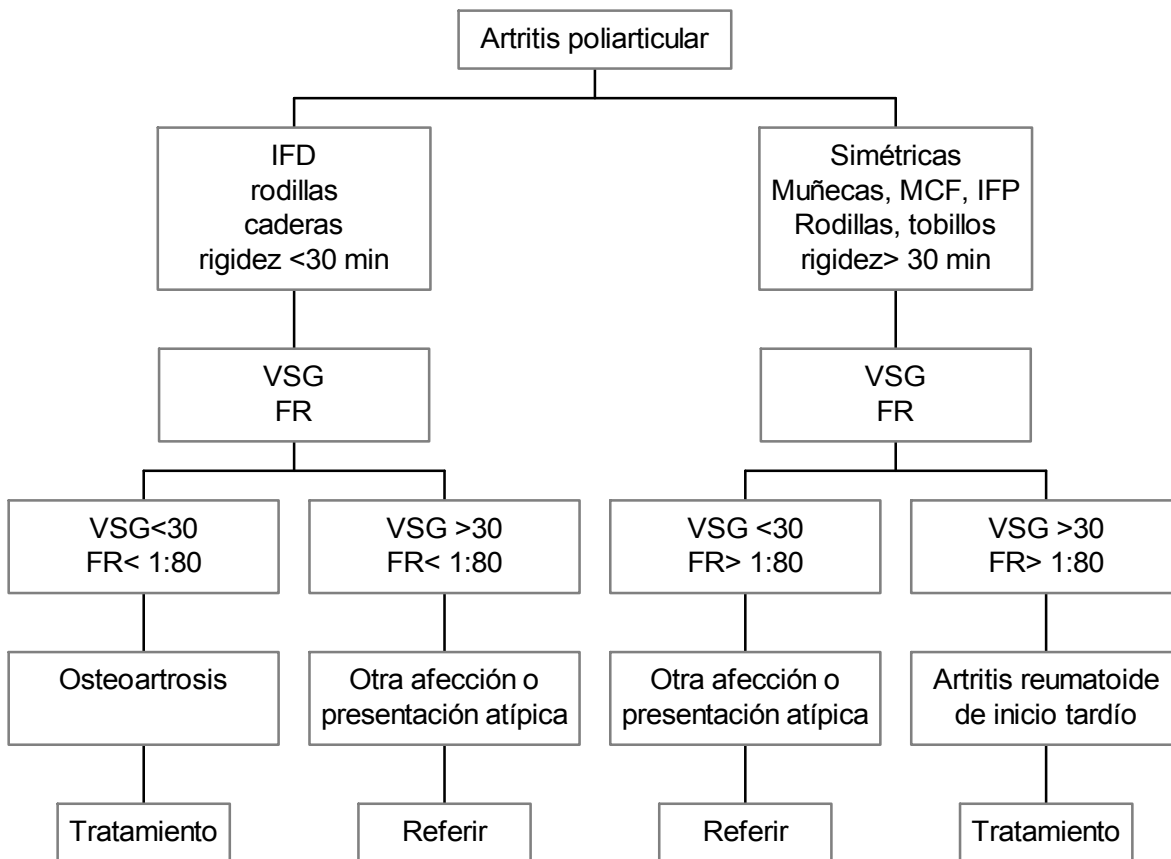 Artritis poliarticular
IFD
rodillas
caderas
rigidez <30 min
Simétricas
Muñecas, MCF, IFP
Rodillas, tobillos
rigidez> 30 min
VSG
FR
VSG
FR
VSG<30
FR< 1:80
VSG >30
FR< 1:80
VSG <30
FR> 1:80
VSG >30
FR> 1:80
Osteoartrosis
Otra afección o
presentación atípica
Otra afección o
presentación atípica
Artritis reumatoide
de inicio tardío
Tratamiento
Referir
Referir
Tratamiento